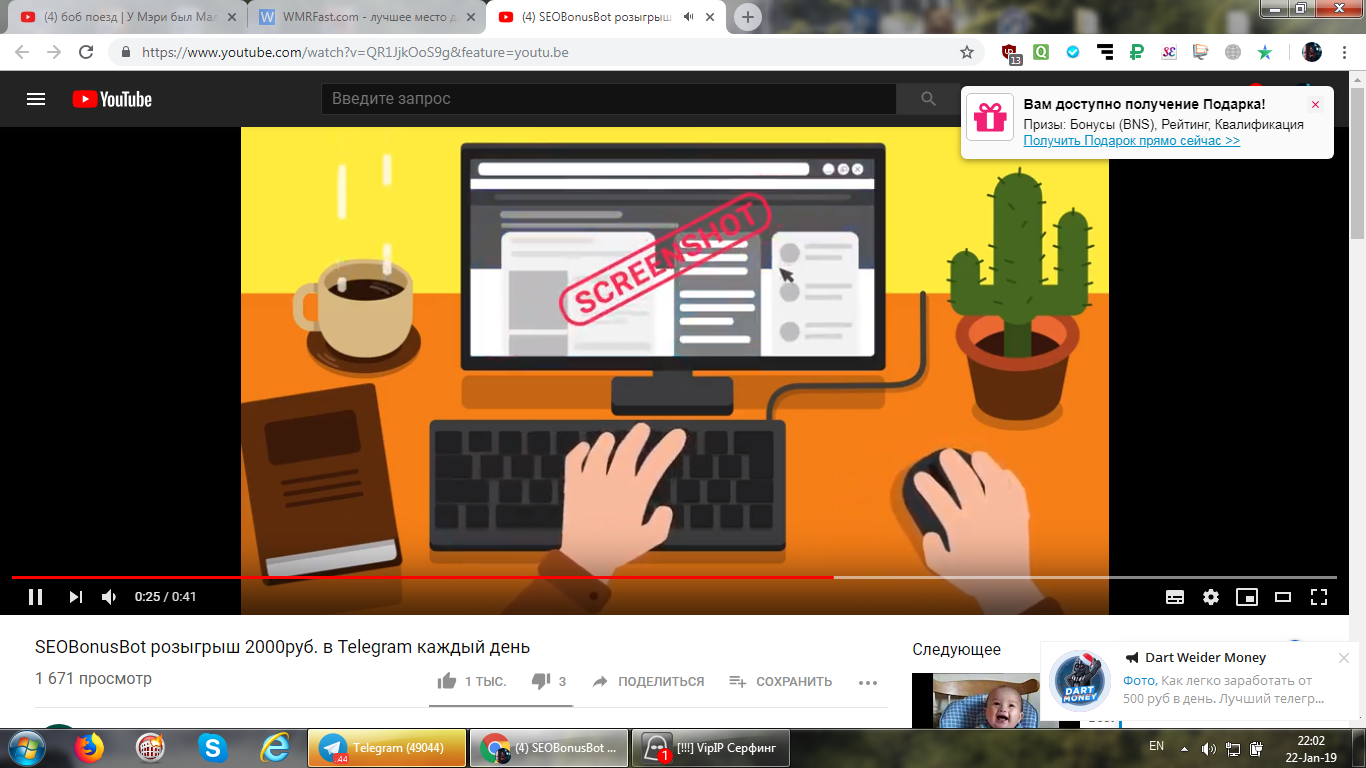 (4) боб поезд | У Мэри был Мал
WMRFast.com - лучшее место д
(4) SEOBonusBot розыгрыш
https://www.youtube.com/watch?v=QR1JjkOoS9g&feature=youtu.be
13
YouTube
Введите запрос
Вам доступно получение Подарка!
Призы: Бонусы (BNS), Рейтинг, Квалификация
Получить Подарок прямо сейчас >>
SCREENSHOT
0:25 / 0:41
SEOBonusBot розыгрыш 2000руб. в Telegram каждый день
1 671 просмотр
1 ТЫС.
3
ПОДЕЛИТЬСЯ
СОХРАНИТЬ
Следующее
Dart Weider Money
Фото, Как легко заработать от
500 руб в день. Лучший телегр...
DART
MONEY
Telegram (49044)
.44
(4) SEOBonusBot ...
1
[!!!] VipIP Серфинг
EN
22:02
22-Jan-19